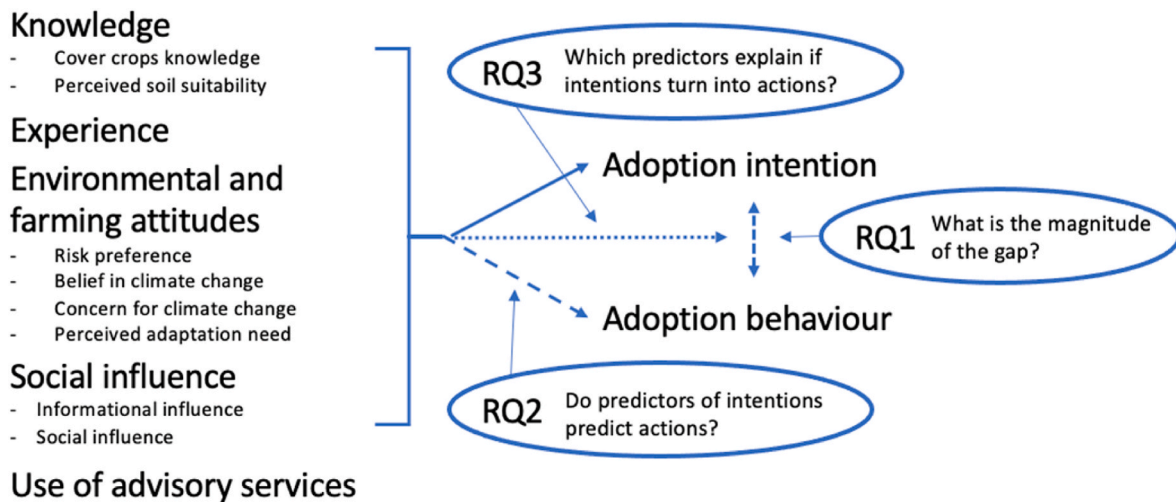 Knowledge
- Cover crops knowledge
- Perceived soil suitability
Experience
Environmental and
farming attitudes
- Risk preference
- Belief in climate change
- Concern for climate change
- Perceived adaptation need
Social influence
- Informational influence
- Social influence
Use of advisory services
RQ3
Which predictors explain if
intentions turn into actions?
Adoption intention
RQ1
What is the magnitude
of the gap?
Adoption behaviour
RQ2
Do predictors of intentions
predict actions?